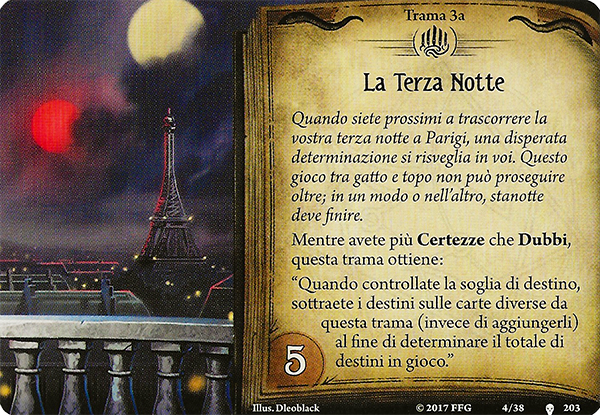 Trama 3a
La Terza Notte
Quando siete prossimi a trascorrere la
vostra terza notte a Parigi, una disperata
determinazione si risveglia in voi. Questo
gioco tra gatto e topo non può proseguire
oltre; in un modo o nell'altro, stanotte
deve finire.
Mentre avete più Certezze che Dubbi,
questa trama ottiene:
“Quando controllate la soglia di destino,
sottraete i destini sulle carte diverse da
questa trama (invece di aggiungerli)
al fine di determinare il totale di
destini in gioco.”
5
Illus. Dleoblack
© 2017 FFG
4/38
203